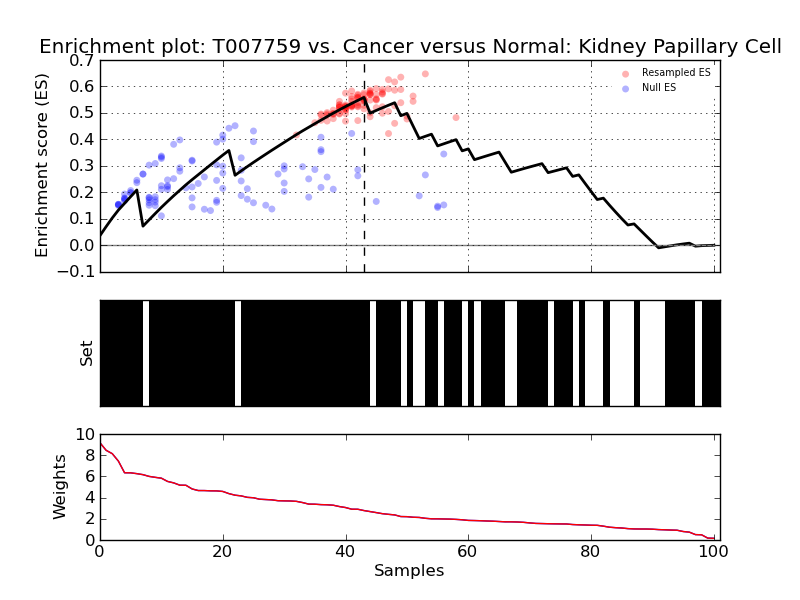 Enrichment plot: T007759 vs. Cancer versus Normal: Kidney Papillary Cell
Enrichment score (ES)
0.7
0.6
0.5
0.4
0.3
0.2
0.1
0.0
−0.1
Resampled ES
Null ES
Set
Weights
10
8
6
4
2
0
0 20 40 60 80 100
Samples